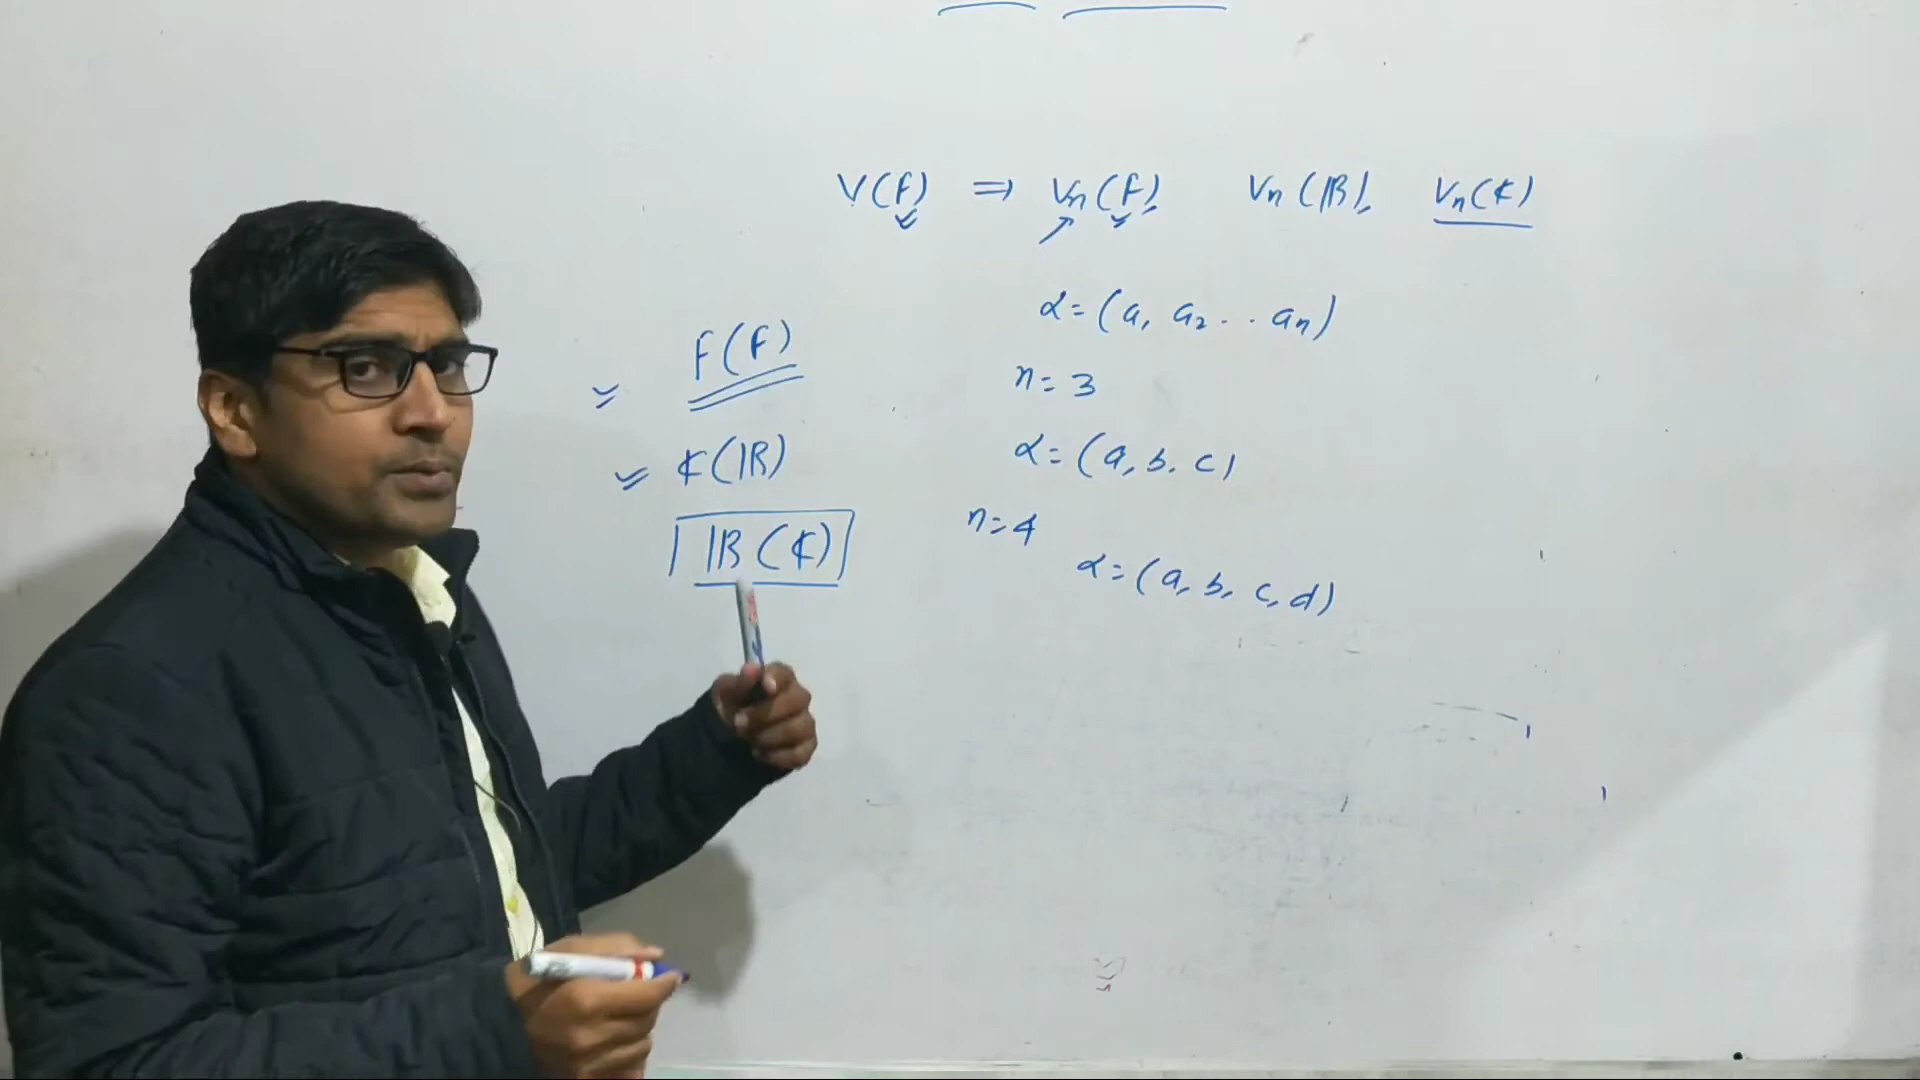 V(F) ⇒ Vn(F), Vn(ℝ), Vn(ℂ)
α = (a₁ a₂ .. aₙ)
F(F)
n = 3
ℂ(ℝ)
α = (a, b, c)
ℝ(ℂ)
n = 4
α = (a, b, c, d)